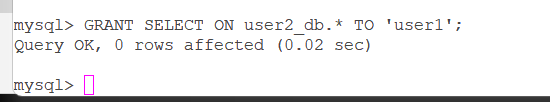 mysql> GRANT SELECT ON user2_db.* TO 'user1';
Query OK, 0 rows affected (0.02 sec)
mysql>